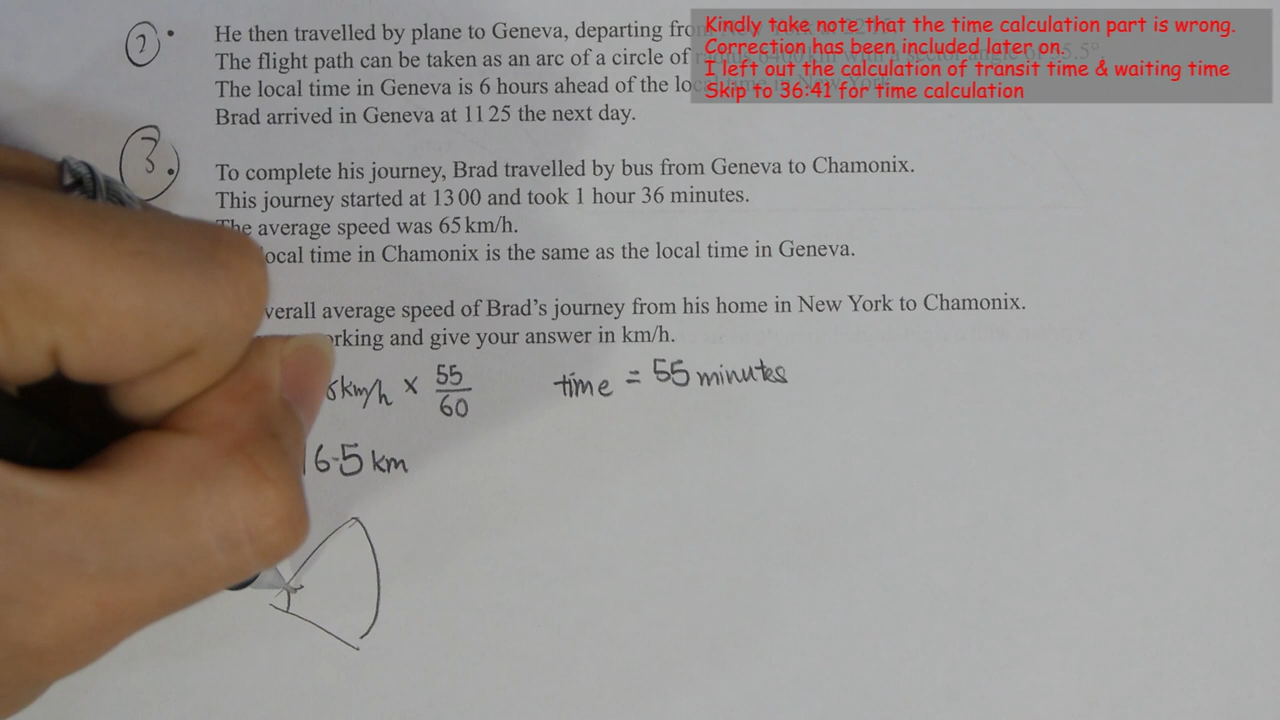 Kindly take note that the time calculation part is wrong.
Correction has been included later on.
I left out the calculation of transit time & waiting time
Skip to 36:41 for time calculation
2 • He then travelled by plane to Geneva, departing
The flight path can be taken as an arc of a circle of 5.5°
The local time in Geneva is 6 hours ahead of the
Brad arrived in Geneva at 11 25 the next day.
3. To complete his journey, Brad travelled by bus from Geneva to Chamonix.
This journey started at 13 00 and took 1 hour 36 minutes.
The average speed was 65 km/h.
local time in Chamonix is the same as the local time in Geneva.
average speed of Brad's journey from his home in New York to Chamonix.
and give your answer in km/h.
km/h × 55/60 time = 55 minutes
16.5 km